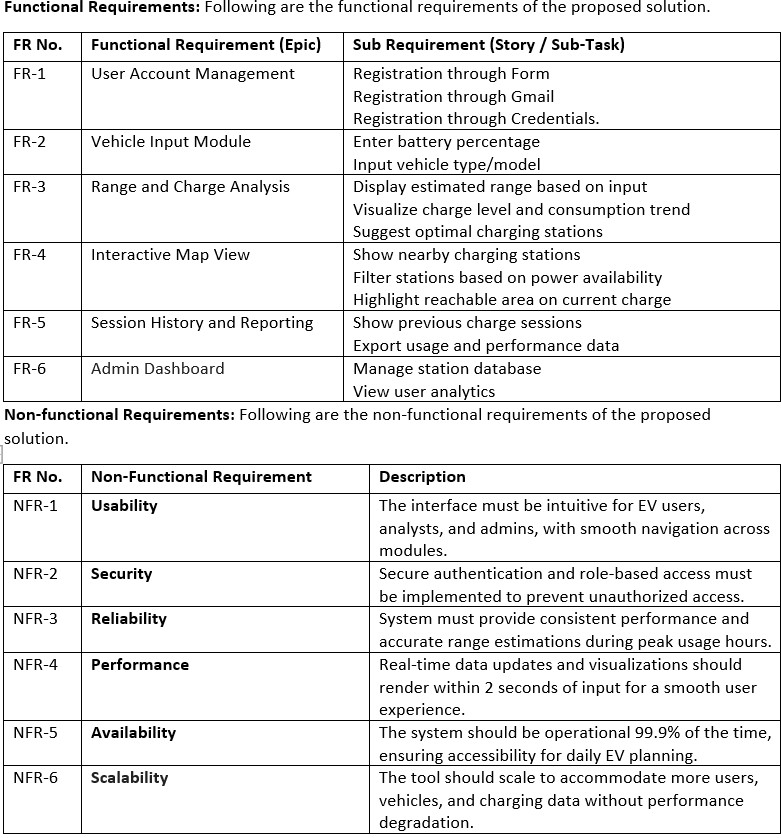 Functional Requirements: Following are the functional requirements of the proposed solution.
FR No. Functional Requirement (Epic) Sub Requirement (Story / Sub-Task)
FR-1 User Account Management Registration through Form
Registration through Gmail
Registration through Credentials.
FR-2 Vehicle Input Module Enter battery percentage
Input vehicle type/model
FR-3 Range and Charge Analysis Display estimated range based on input
Visualize charge level and consumption trend
Suggest optimal charging stations
FR-4 Interactive Map View Show nearby charging stations
Filter stations based on power availability
Highlight reachable area on current charge
FR-5 Session History and Reporting Show previous charge sessions
Export usage and performance data
FR-6 Admin Dashboard Manage station database
View user analytics
Non-functional Requirements: Following are the non-functional requirements of the proposed
solution.
FR No. Non-Functional Requirement Description
NFR-1 Usability The interface must be intuitive for EV users,
analysts, and admins, with smooth navigation across
modules.
NFR-2 Security Secure authentication and role-based access must
be implemented to prevent unauthorized access.
NFR-3 Reliability System must provide consistent performance and
accurate range estimations during peak usage hours.
NFR-4 Performance Real-time data updates and visualizations should
render within 2 seconds of input for a smooth user
experience.
NFR-5 Availability The system should be operational 99.9% of the time,
ensuring accessibility for daily EV planning.
NFR-6 Scalability The tool should scale to accommodate more users,
vehicles, and charging data without performance
degradation.